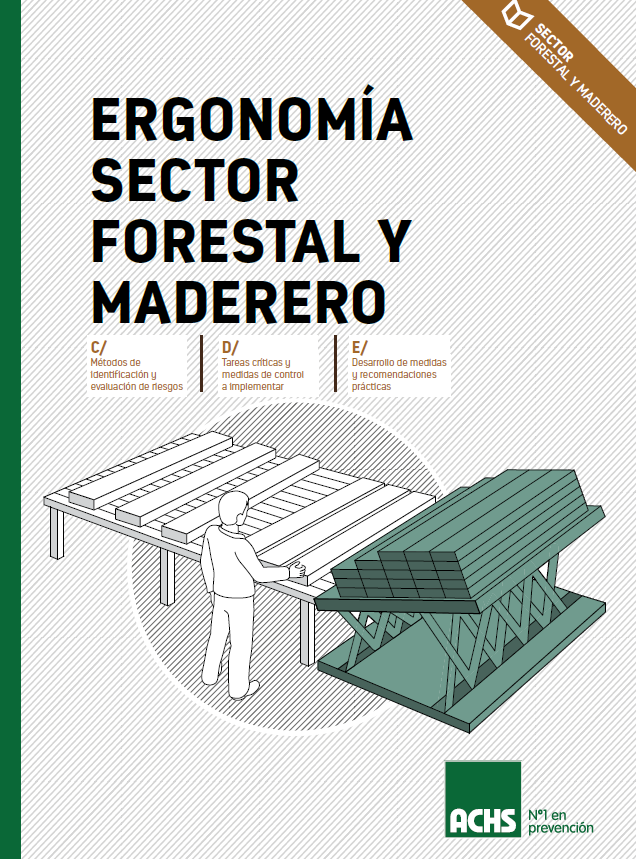 SECTOR
FORESTAL Y MADERERO
ERGONOMÍA
SECTOR
FORESTAL Y
MADERERO
C/
Métodos de
identificación y
evaluación de riesgos
D/
Tareas críticas y
medidas de control
a implementar
E/
Desarrollo de medidas
y recomendaciones
prácticas
ACHS
N°1 en
prevención